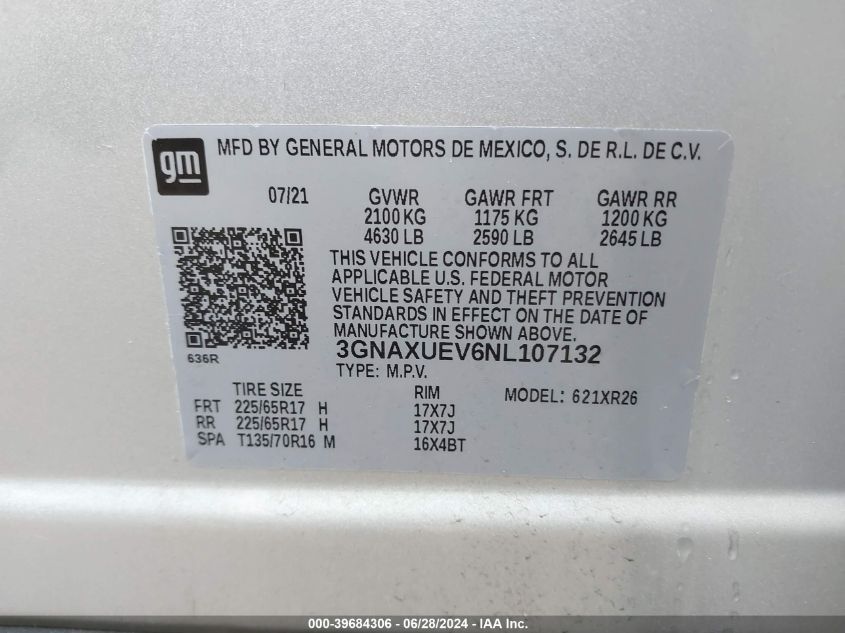 gm
MFD BY GENERAL MOTORS DE MEXICO, S. DE R.L. DE C.V.
07/21 GVWR GAWR FRT GAWR RR
2100 KG 1175 KG 1200 KG
4630 LB 2590 LB 2645 LB
THIS VEHICLE CONFORMS TO ALL
APPLICABLE U.S. FEDERAL MOTOR
VEHICLE SAFETY AND THEFT PREVENTION
STANDARDS IN EFFECT ON THE DATE OF
MANUFACTURE SHOWN ABOVE.
636R
3GNAXUEV6NL107132
TYPE: M.P.V.
TIRE SIZE RIM MODEL: 621XR26
FRT 225/65R17 H 17X7J
RR 225/65R17 H 17X7J
SPA T135/70R16 M 16X4BT
000-39684306 - 06/28/2024 - IAA Inc.